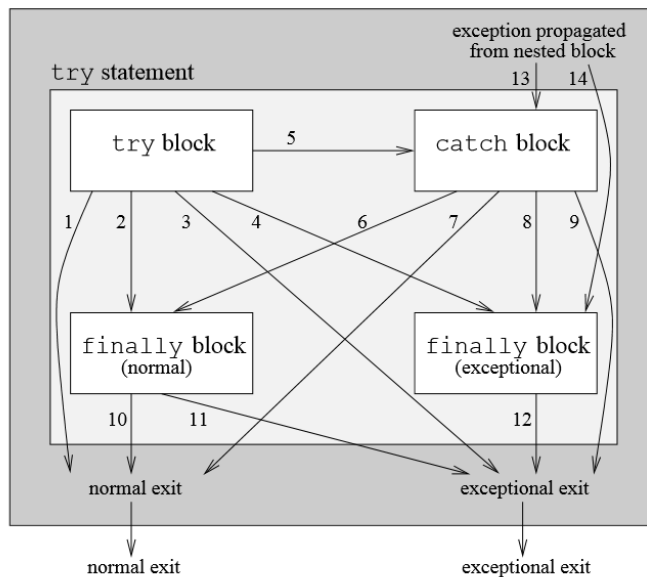 exception propagated
from nested block
try statement
13 14
try block
5
catch block
1 2 3 4 6 7 8 9
finally block
(normal)
finally block
(exceptional)
10 11 12
normal exit
exceptional exit
normal exit
exceptional exit